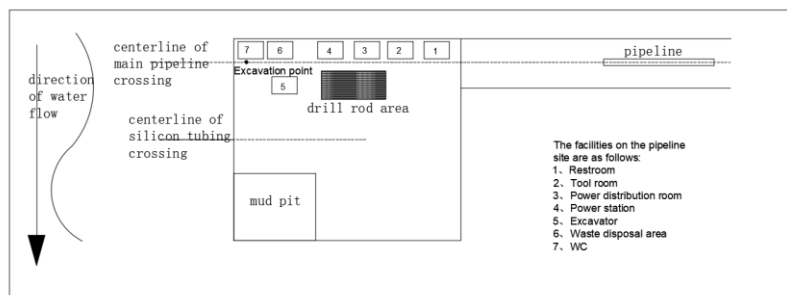 centerline of
main pipeline
crossing
direction
of water
flow
7
6
4
3
2
1
Excavation point
5
drill rod area
pipeline
centerline of
silicon tubing
crossing
mud pit
The facilities on the pipeline
site are as follows:
1、Restroom
2、Tool room
3、Power distribution room
4、Power station
5、Excavator
6、Waste disposal area
7、WC